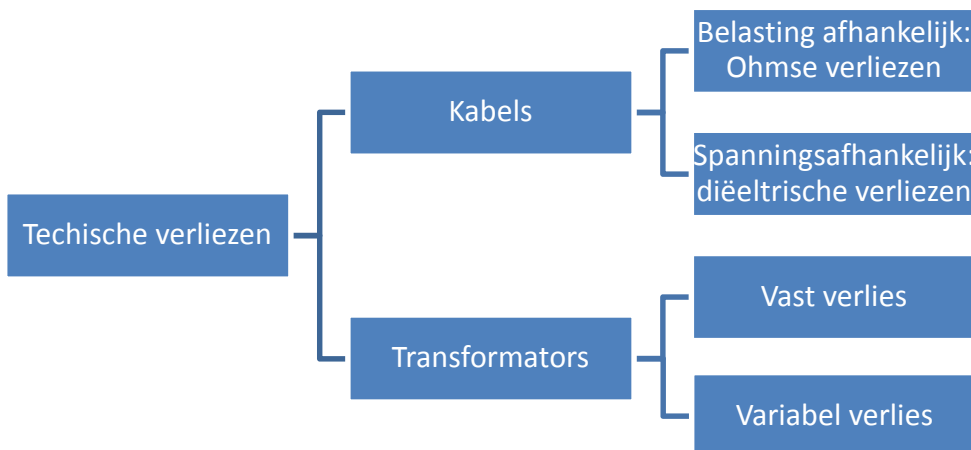 Belasting afhankelijk:
Ohmse verliezen
Kabels
Spanningsafhankelijk:
diëeltrische verliezen
Techische verliezen
Vast verlies
Transformators
Variabel verlies